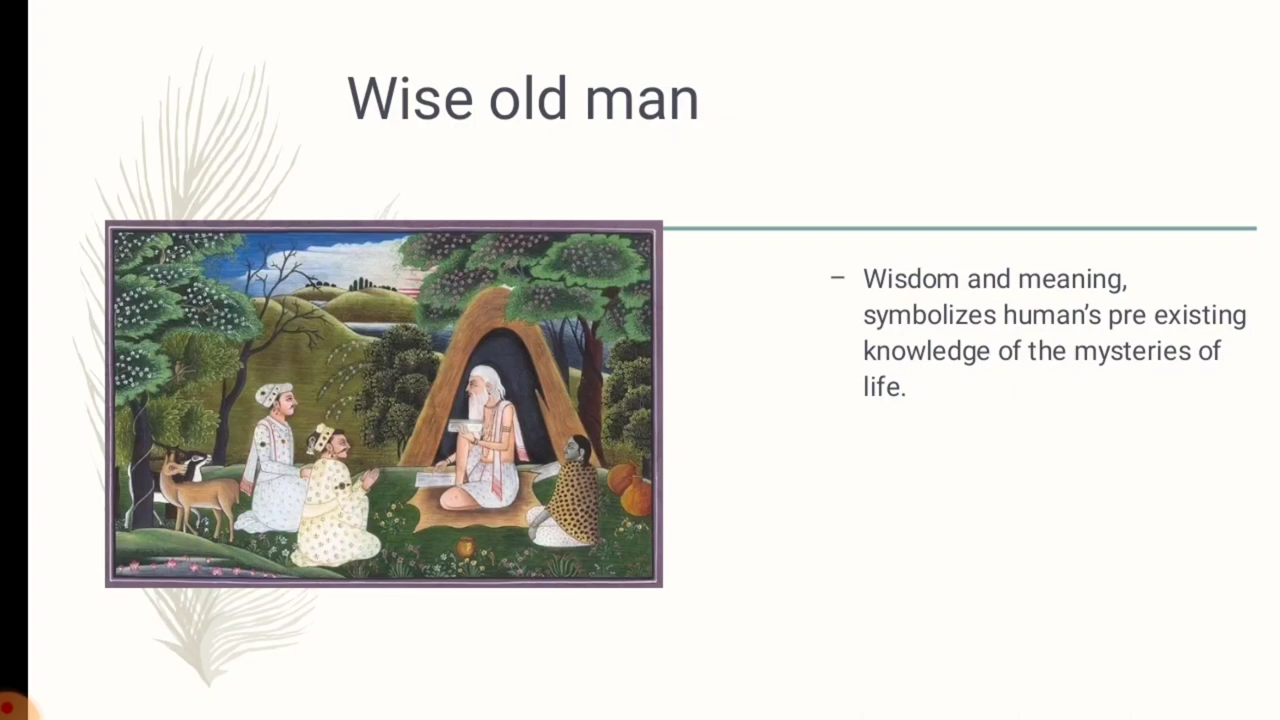 Wise old man
– Wisdom and meaning,
symbolizes human’s pre existing
knowledge of the mysteries of
life.